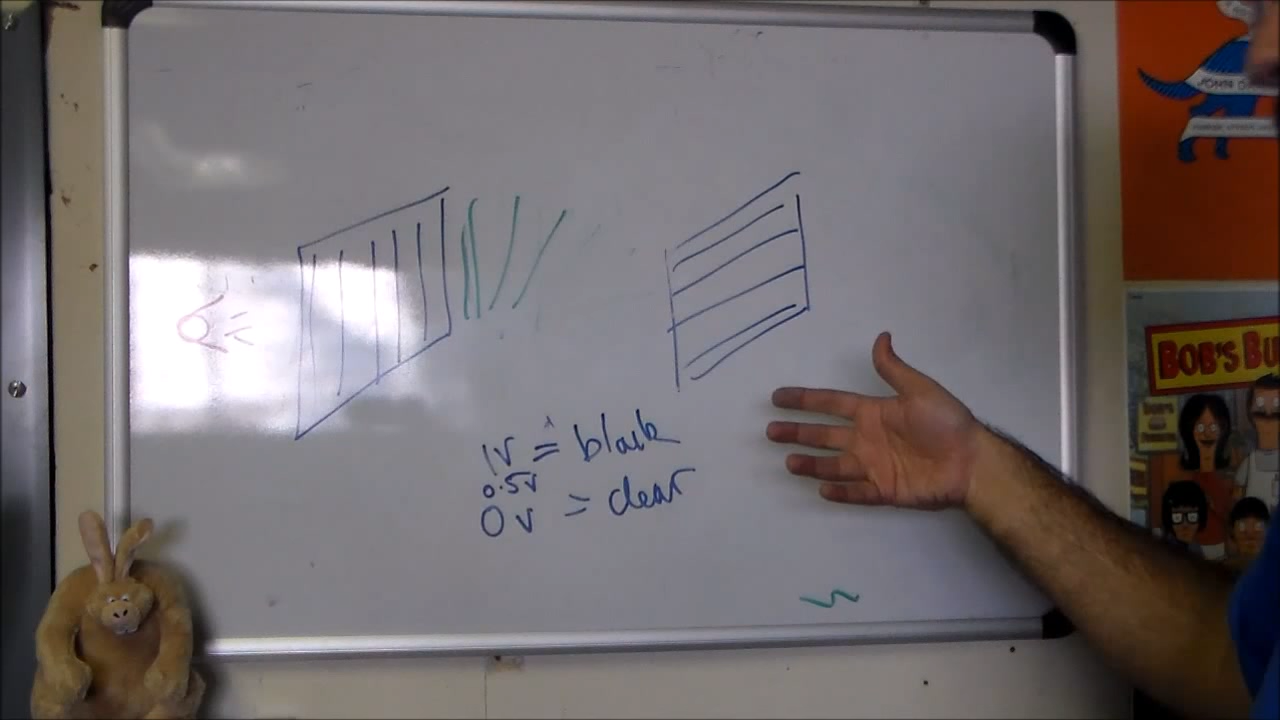 1v = black
0.5v
0v = clear
BOB'S BU